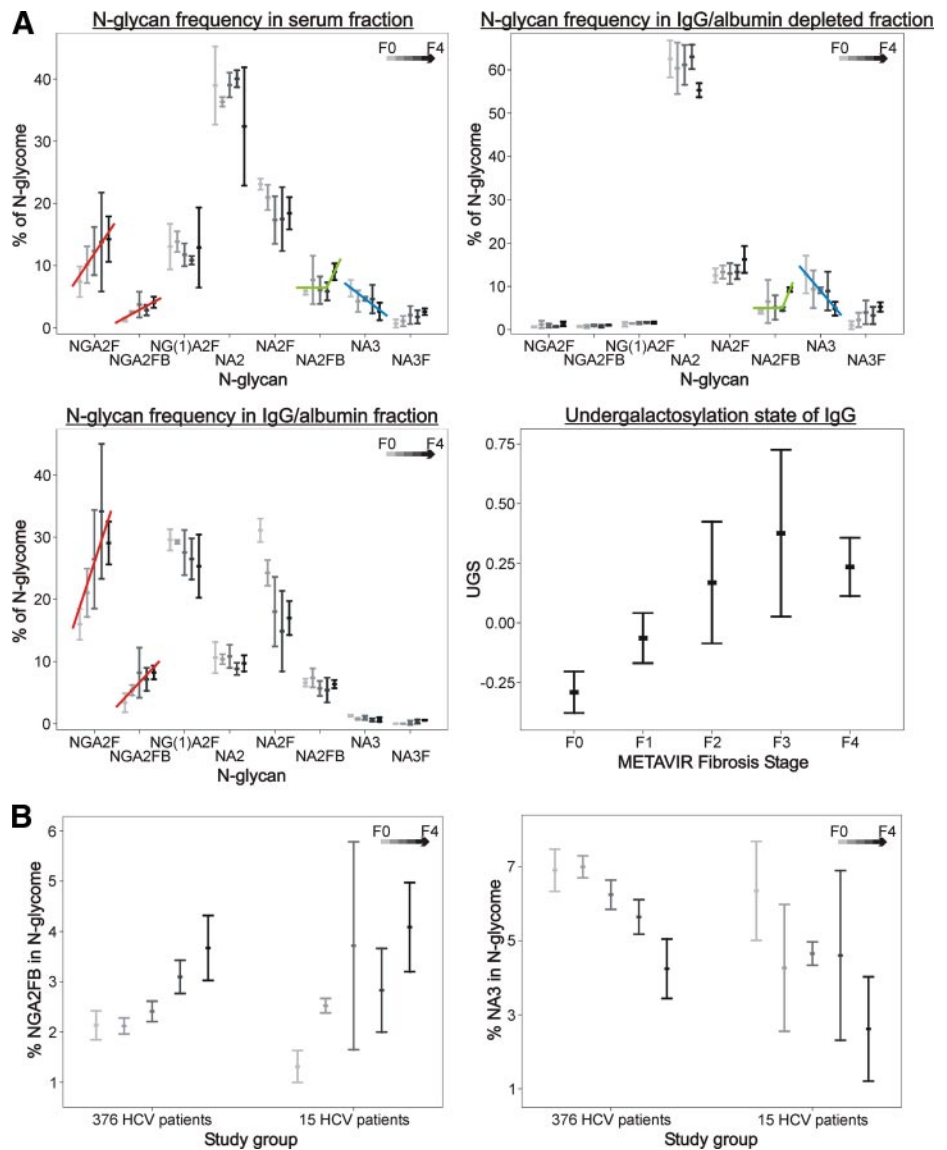 A
N-glycan frequency in serum fraction
F0 F4
% of N-glycome
40
30
20
10
0
NGA2F NG(1)A2F NA2F NA3
NGA2FB NA2 NA2FB NA3F
N-glycan
N-glycan frequency in IgG/albumin depleted fraction
F0 F4
% of N-glycome
60
50
40
30
20
10
0
NGA2F NG(1)A2F NA2F NA3
NGA2FB NA2 NA2FB NA3F
N-glycan
N-glycan frequency in IgG/albumin fraction
F0 F4
% of N-glycome
40
30
20
10
0
NGA2F NG(1)A2F NA2F NA3
NGA2FB NA2 NA2FB NA3F
N-glycan
Undergalactosylation state of IgG
UGS
0.75
0.50
0.25
0.00
-0.25
F0 F1 F2 F3 F4
METAVIR Fibrosis Stage
B
F0 F4
% NGA2FB in N-glycome
6
5
4
3
2
1
376 HCV patients 15 HCV patients
Study group
F0 F4
% NA3 in N-glycome
7
5
3
1
376 HCV patients 15 HCV patients
Study group